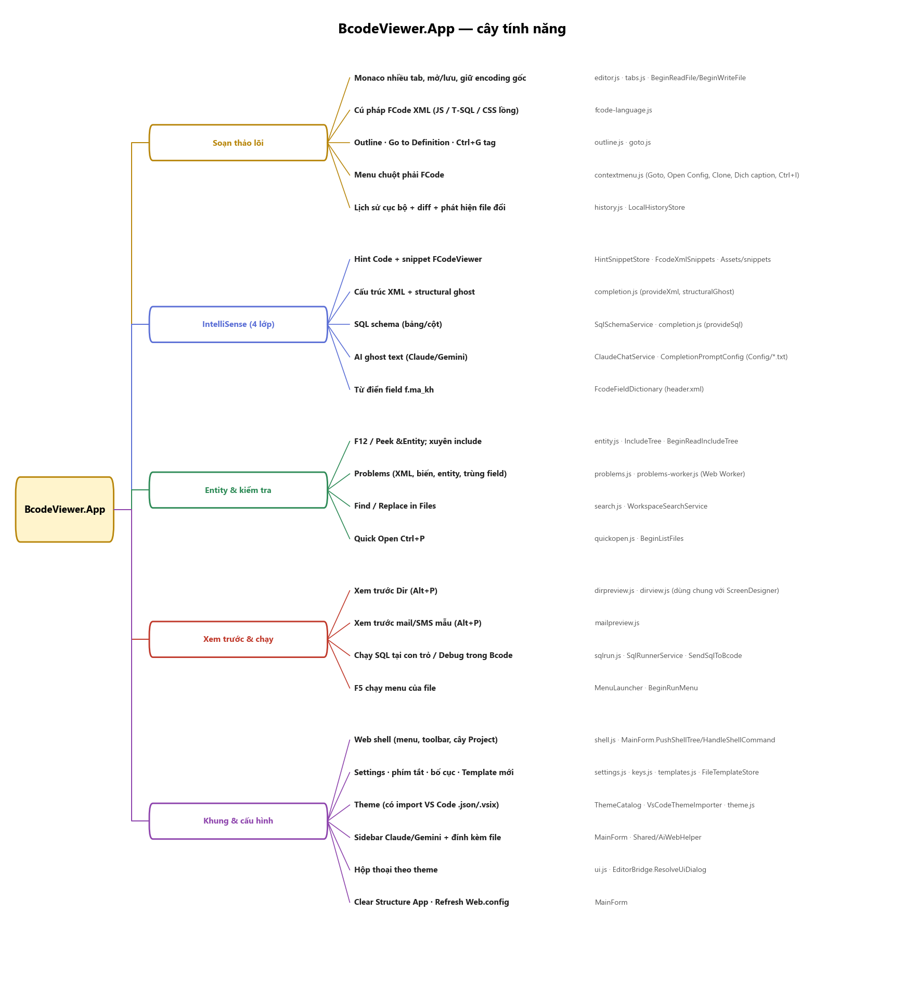 BcodeViewer.App — cây tính năng
Monaco nhiều tab, mở/lưu, giữ encoding gốc
editor.js · tabs.js · BeginReadFile/BeginWriteFile
Cú pháp FCode XML (JS / T-SQL / CSS lồng)
fcode-language.js
Soạn thảo lõi
Outline · Go to Definition · Ctrl+G tag
outline.js · goto.js
Menu chuột phải FCode
contextmenu.js (Goto, Open Config, Clone, Dịch caption, Ctrl+I)
Lịch sử cục bộ + diff + phát hiện file đổi
history.js · LocalHistoryStore
Hint Code + snippet FCodeViewer
HintSnippetStore · FcodeXmlSnippets · Assets/snippets
Cấu trúc XML + structural ghost
completion.js (provideXml, structuralGhost)
IntelliSense (4 lớp)
SQL schema (bảng/cột)
SqlSchemaService · completion.js (provideSql)
AI ghost text (Claude/Gemini)
ClaudeChatService · CompletionPromptConfig (Config/*.txt)
Từ điển field f.ma_kh
FcodeFieldDictionary (header.xml)
F12 / Peek &Entity; xuyên include
entity.js · IncludeTree · BeginReadIncludeTree
Problems (XML, biến, entity, trùng field)
problems.js · problems-worker.js (Web Worker)
Entity & kiểm tra
Find / Replace in Files
search.js · WorkspaceSearchService
BcodeViewer.App
Quick Open Ctrl+P
quickopen.js · BeginListFiles
Xem trước Dir (Alt+P)
dirpreview.js · dirview.js (dùng chung với ScreenDesigner)
Xem trước mail/SMS mẫu (Alt+P)
mailpreview.js
Xem trước & chạy
Chạy SQL tại con trỏ / Debug trong Bcode
sqlrun.js · SqlRunnerService · SendSqlToBcode
F5 chạy menu của file
MenuLauncher · BeginRunMenu
Web shell (menu, toolbar, cây Project)
shell.js · MainForm.PushShellTree/HandleShellCommand
Settings · phím tắt · bố cục · Template mới
settings.js · keys.js · templates.js · FileTemplateStore
Theme (có import VS Code .json/.vsix)
ThemeCatalog · VsCodeThemeImporter · theme.js
Khung & cấu hình
Sidebar Claude/Gemini + đính kèm file
MainForm · Shared/AiWebHelper
Hộp thoại theo theme
ui.js · EditorBridge.ResolveUiDialog
Clear Structure App · Refresh Web.config
MainForm